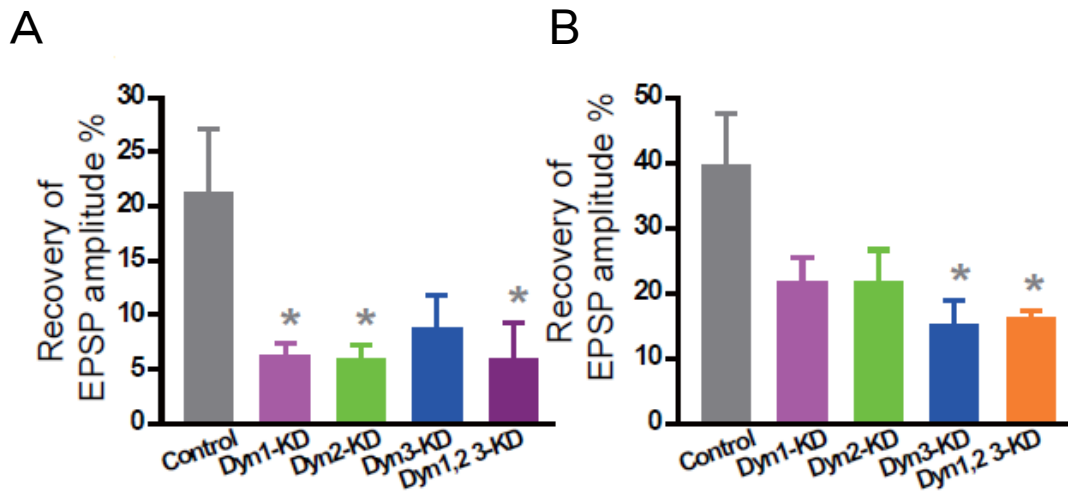 A
B
Recovery of
EPSP amplitude %
30
25
20
15
10
5
0
*
*
*
Control
Dyn1-KD
Dyn2-KD
Dyn3-KD
Dyn1,2 3-KD
Recovery of
EPSP amplitude %
50
40
30
20
10
0
*
*
Control
Dyn1-KD
Dyn2-KD
Dyn3-KD
Dyn1,2 3-KD